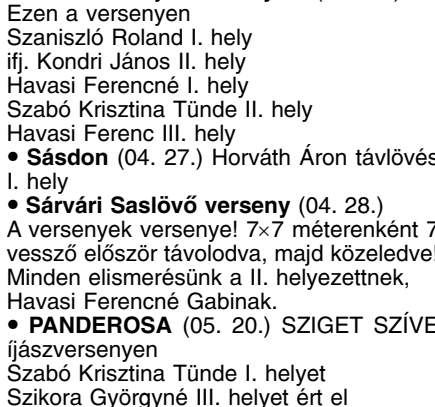 Ezen a versenyen
Szaniszló Roland I. hely
ifj. Kondri János II. hely
Havasi Ferencné I. hely
Szabó Krisztina Tünde II. hely
Havasi Ferenc III. hely
• Sásdon (04. 27.) Horváth Áron távlövés
I. hely
• Sárvári Saslövő verseny (04. 28.)
A versenyek versenye! 7×7 méterenként 7
vessző először távolodva, majd közeledve!
Minden elismerésünk a II. helyezettnek,
Havasi Ferencné Gabinak.
• PANDEROSA (05. 20.) SZIGET SZÍVE
íjászversenyen
Szabó Krisztina Tünde I. helyet
Szikora Györgyné III. helyet ért el